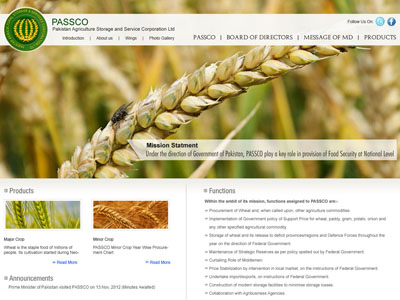 PASSCO
Pakistan Agriculture Storage and Service Corporation Ltd
Follow Us On
Introduction | About us | Wings | Photo Gallery
PASSCO | BOARD OF DIRECTORS | MESSAGE OF MD | PRODUCTS
Mission Statment
Under the direction of Government of Pakistan, PASSCO play a key role in provision of Food Security at National Level
Products
Major Crop
Wheat is the staple food of millions of
people. Its cultivation started during Neo-
Read More
Minor Crop
PASSCO Minor Crop Year Wise Procure-
ment Chart
Read More
Announcements
Prime Minister of Pakistan visited PASSCO on 13 Nov, 2012 (Minutes Awaited)
Functions
Within the ambit of its mission, functions assigned to PASSCO are:-
Procurement of Wheat and, when called upon, other agriculture commodities.
Implementation of Government policy of Support Price for wheat, paddy, gram, potato, onion and
any other specified agricultural commodity.
Storage of wheat and its release to deficit provinces/regions and Defence Forces throughout the
year on the direction of Federal Government.
Maintenance of Strategic Reserves as per policy spelled out by Federal Government.
Curtailing Role of Middlemen.
Price Stabilization by intervention in local market, on the instructions of Federal Government.
Undertake import/exports, on instructions of Federal Government.
Construction of modern storage facilities to minimise storage losses.
Collaboration with Agribusiness Agencies.